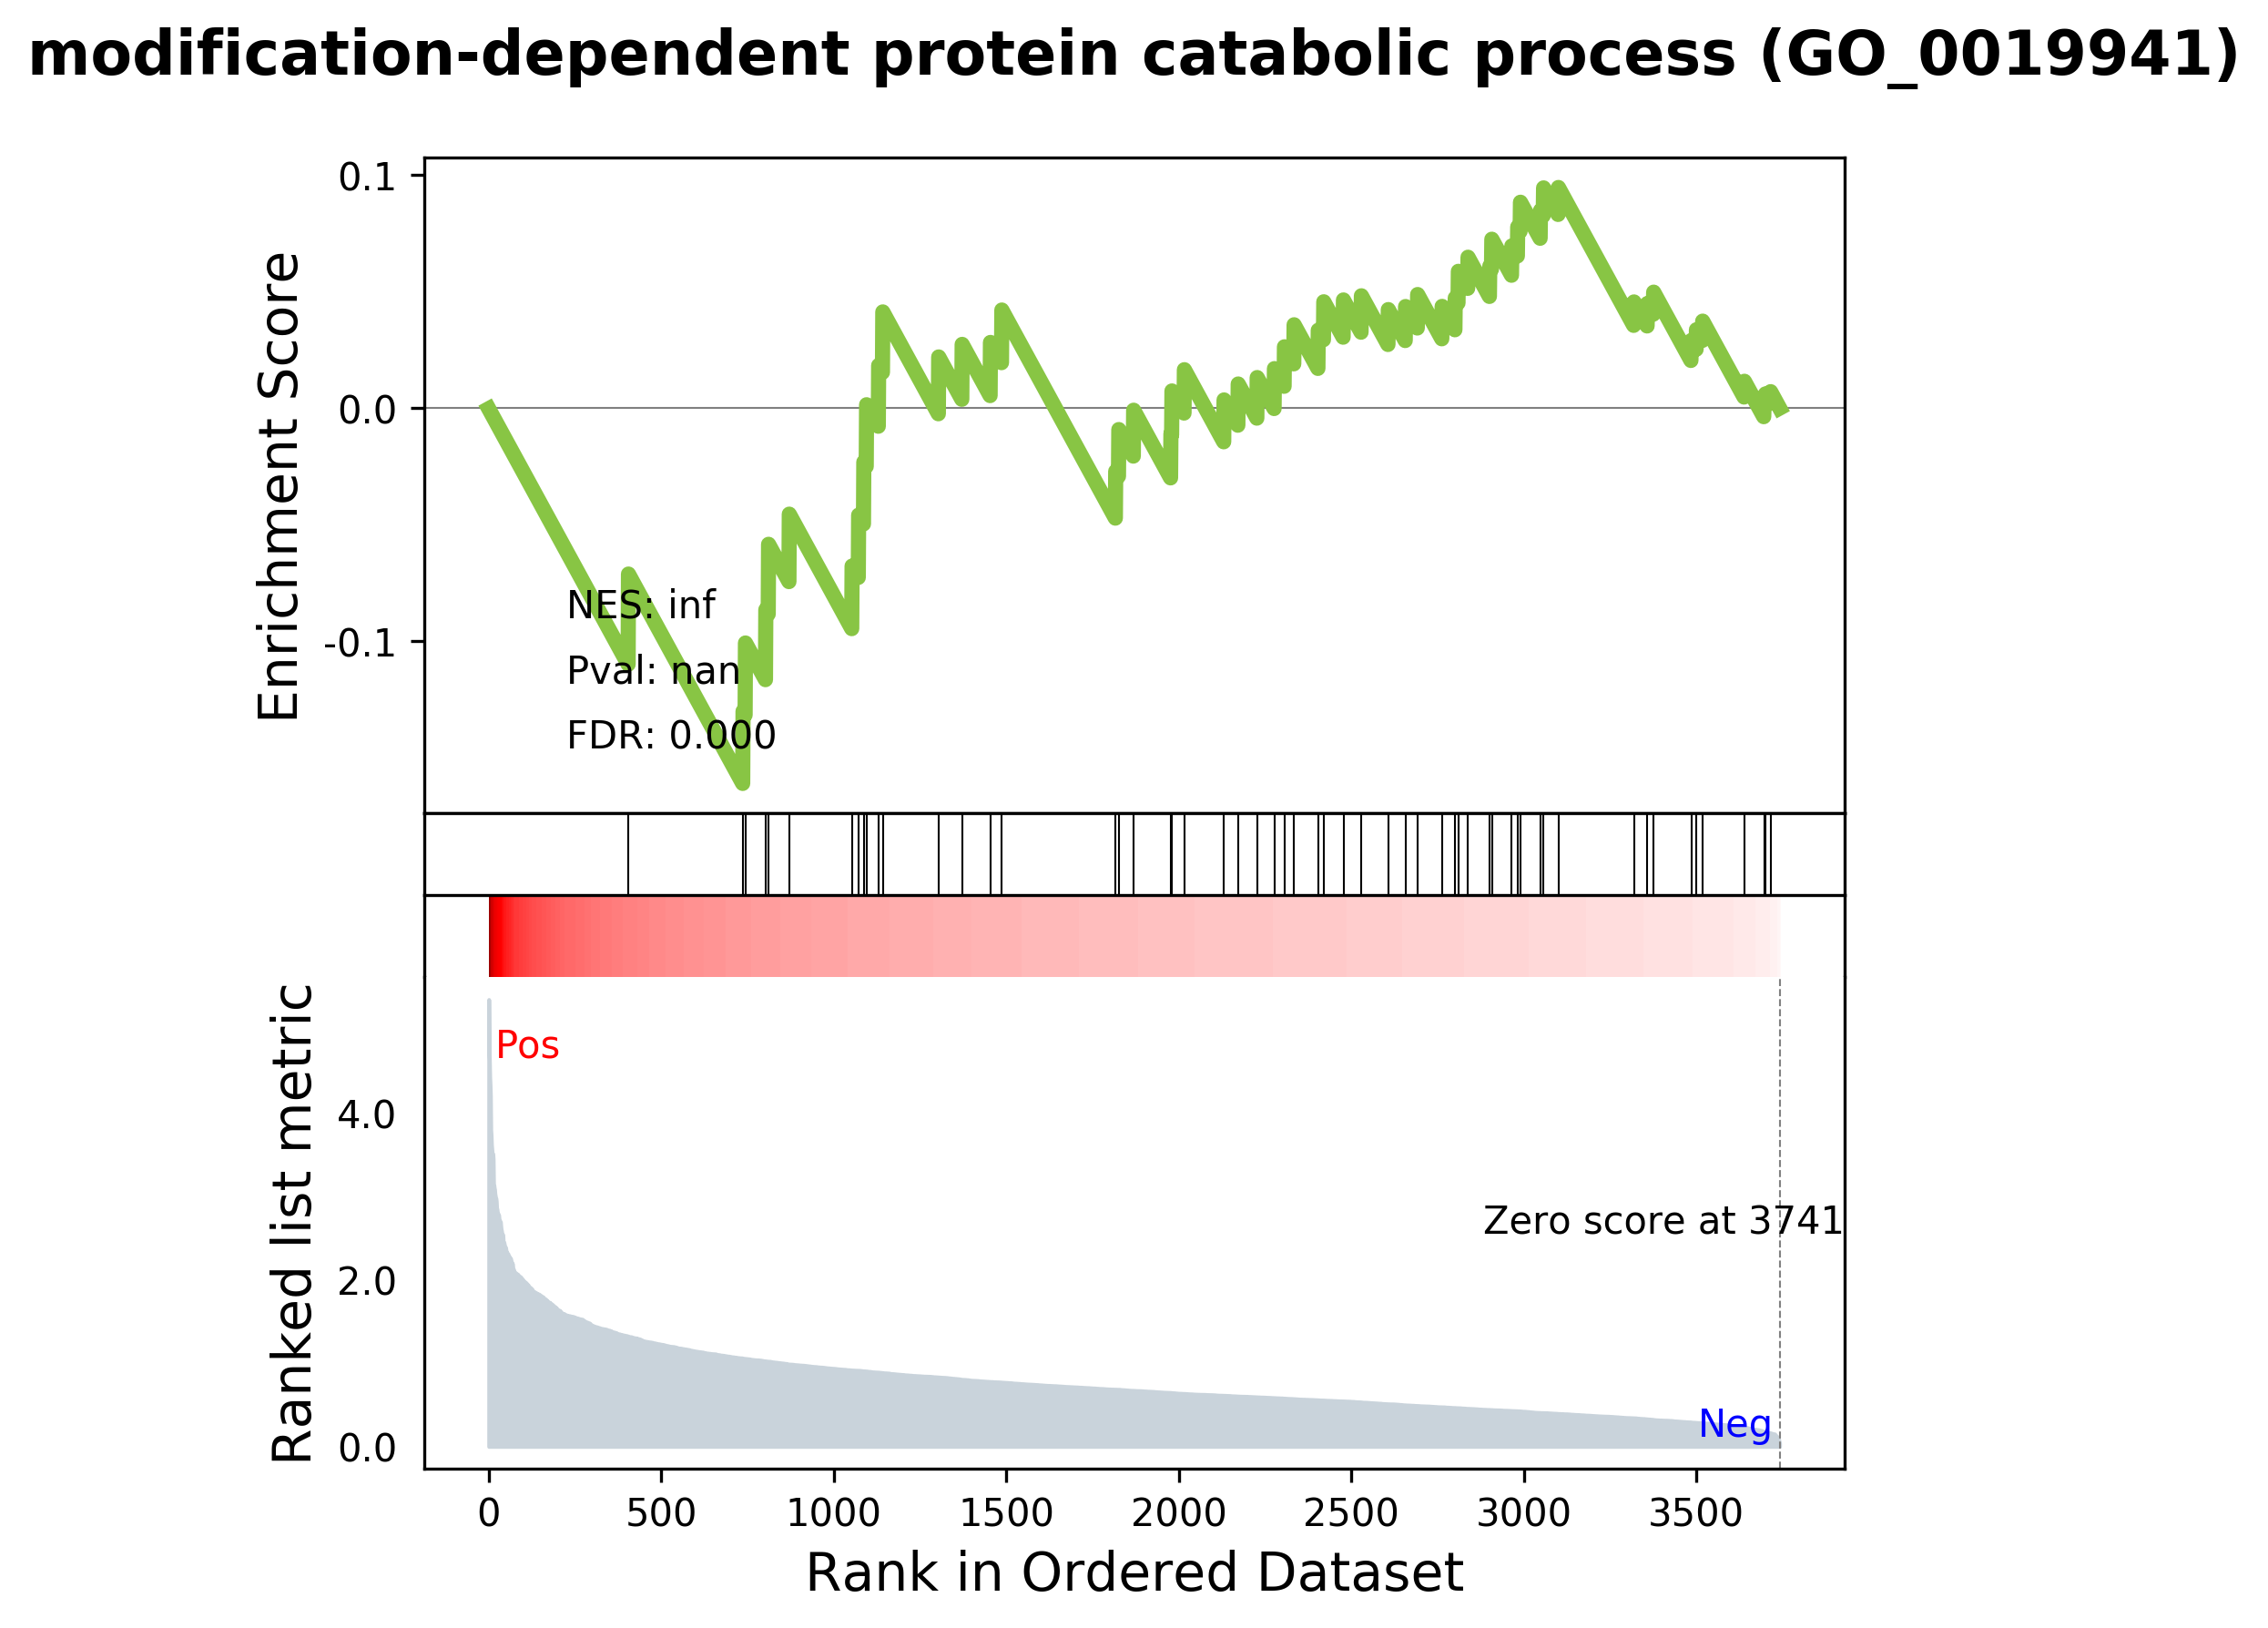 modification-dependent protein catabolic process (GO_0019941)
0.1
0.0
-0.1
Enrichment Score
NES: inf
Pval: nan
FDR: 0.000
Ranked list metric
4.0
2.0
0.0
Pos
Zero score at 3741
Neg
0 500 1000 1500 2000 2500 3000 3500
Rank in Ordered Dataset